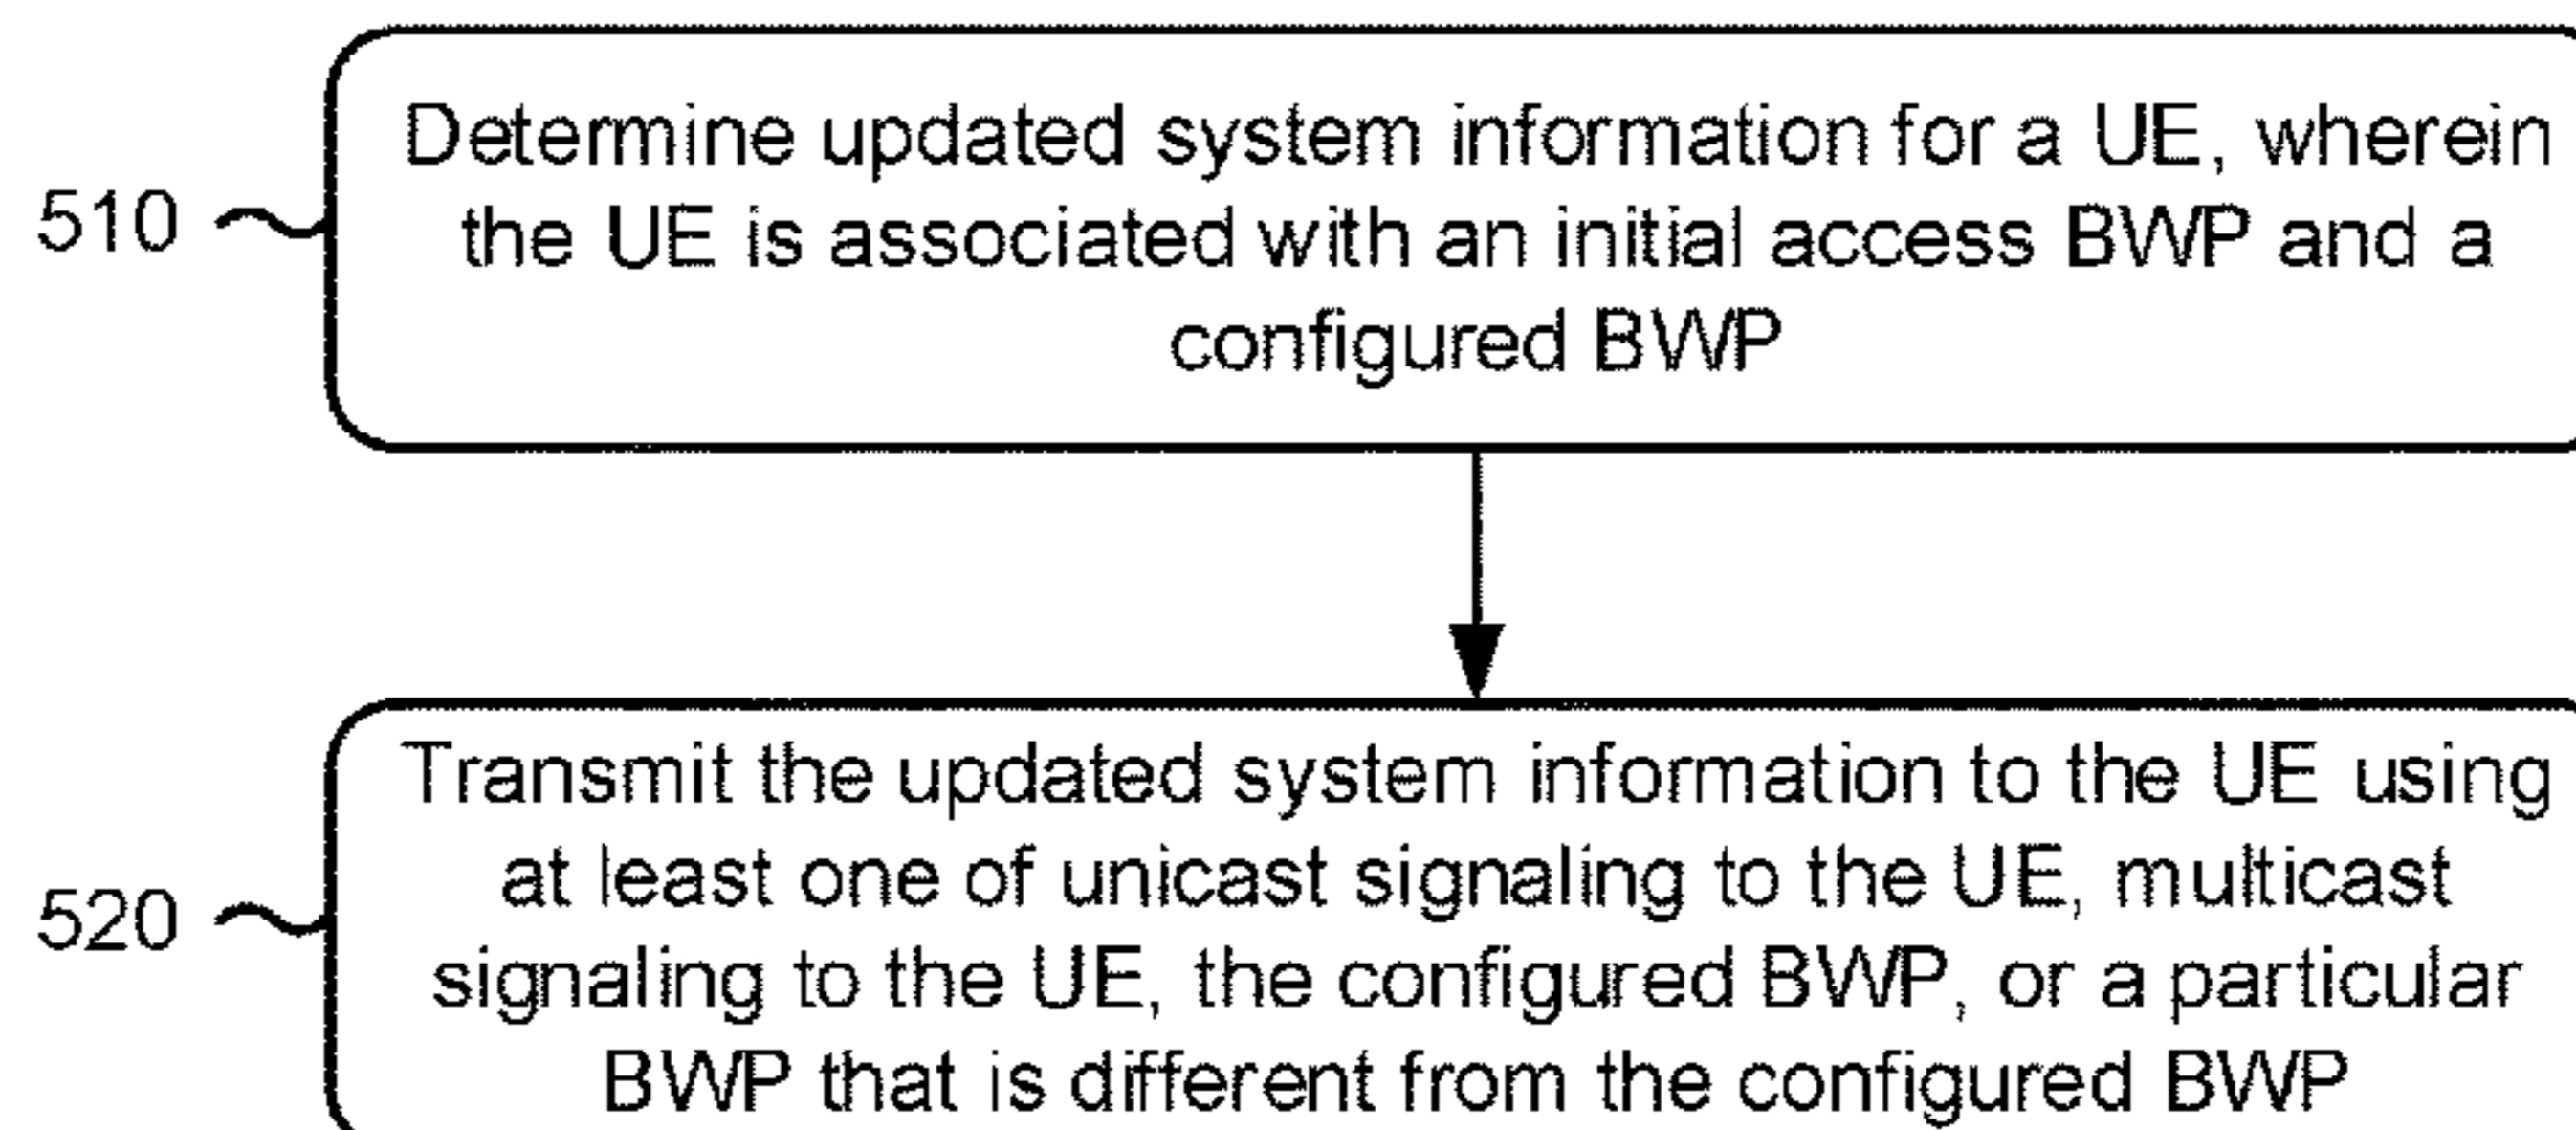 Determine updated system information for a UE, wherein
the UE is associated with an initial access BWP and a
configured BWP
510
Transmit the updated system information to the UE using
at least one of unicast signaling to the UE, multicast
signaling to the UE, the configured BWP, or a particular
BWP that is different from the configured BWP
520